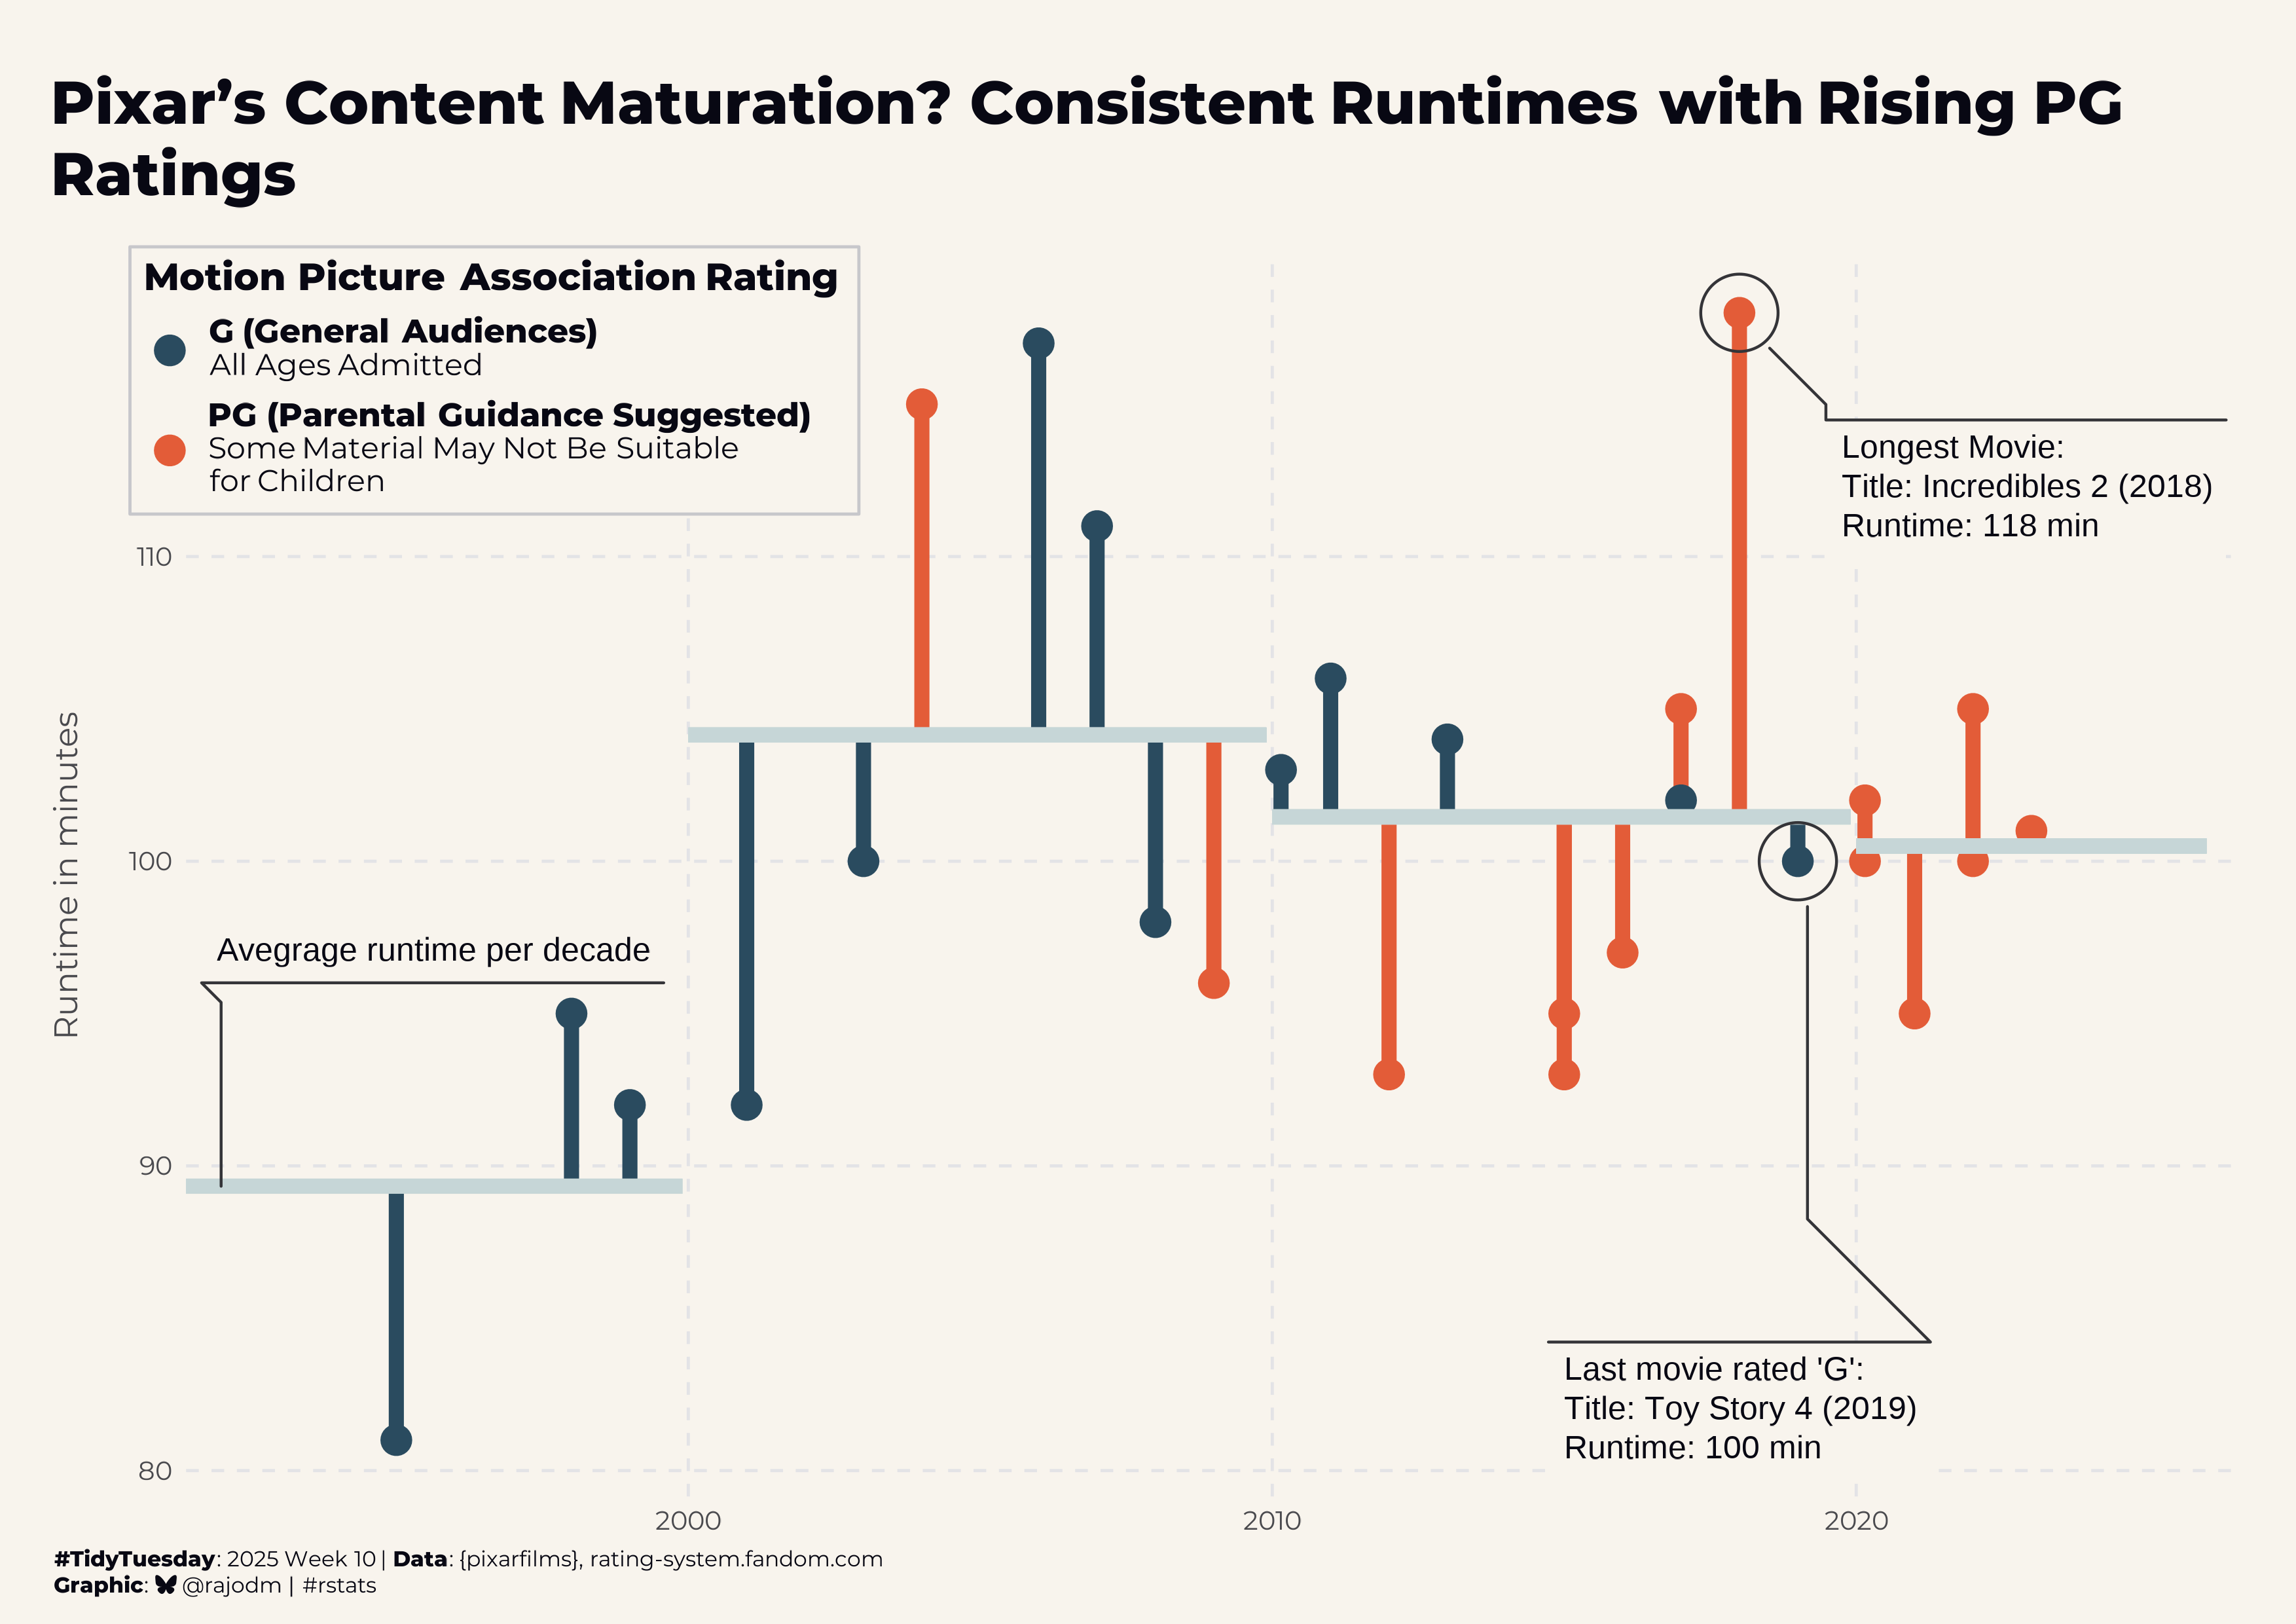 Pixar’s Content Maturation? Consistent Runtimes with Rising PG
Ratings
Motion Picture Association Rating
G (General Audiences)
All Ages Admitted
PG (Parental Guidance Suggested)
Some Material May Not Be Suitable
for Children
Longest Movie:
Title: Incredibles 2 (2018)
Runtime: 118 min
110
100
90
80
Runtime in minutes
Avegrage runtime per decade
Last movie rated 'G':
Title: Toy Story 4 (2019)
Runtime: 100 min
2000
2010
2020
#TidyTuesday: 2025 Week 10 | Data: {pixarfilms}, rating-system.fandom.com
Graphic: @rajodm | #rstats